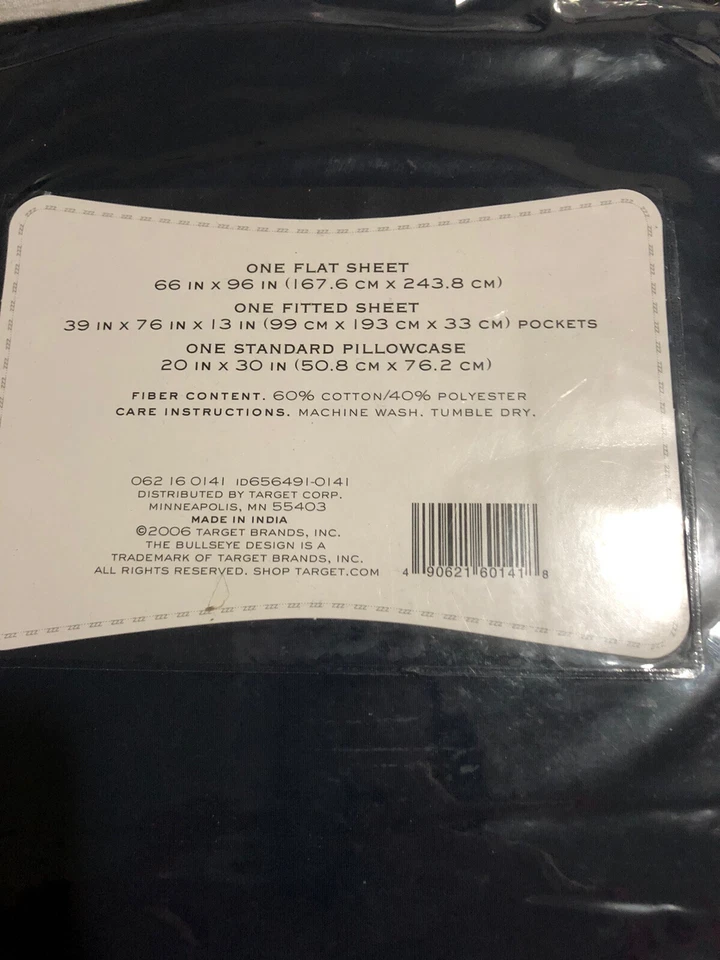 ONE FLAT SHEET
66 IN X 96 IN (167.6 CM X 243.8 CM)
ONE FITTED SHEET
39 IN X 76 IN X 13 IN (99 CM X 193 CM X 33 CM) POCKETS
ONE STANDARD PILLOWCASE
20 IN X 30 IN (50.8 CM X 76.2 CM)
FIBER CONTENT. 60% COTTON/40% POLYESTER
CARE INSTRUCTIONS. MACHINE WASH. TUMBLE DRY.
062 16 0141 ID656491-0141
DISTRIBUTED BY TARGET CORP.
MINNEAPOLIS, MN 55403
MADE IN INDIA
©2006 TARGET BRANDS, INC.
THE BULLSEYE DESIGN IS A
TRADEMARK OF TARGET BRANDS, INC.
ALL RIGHTS RESERVED. SHOP TARGET.COM
4 90621 60141 8